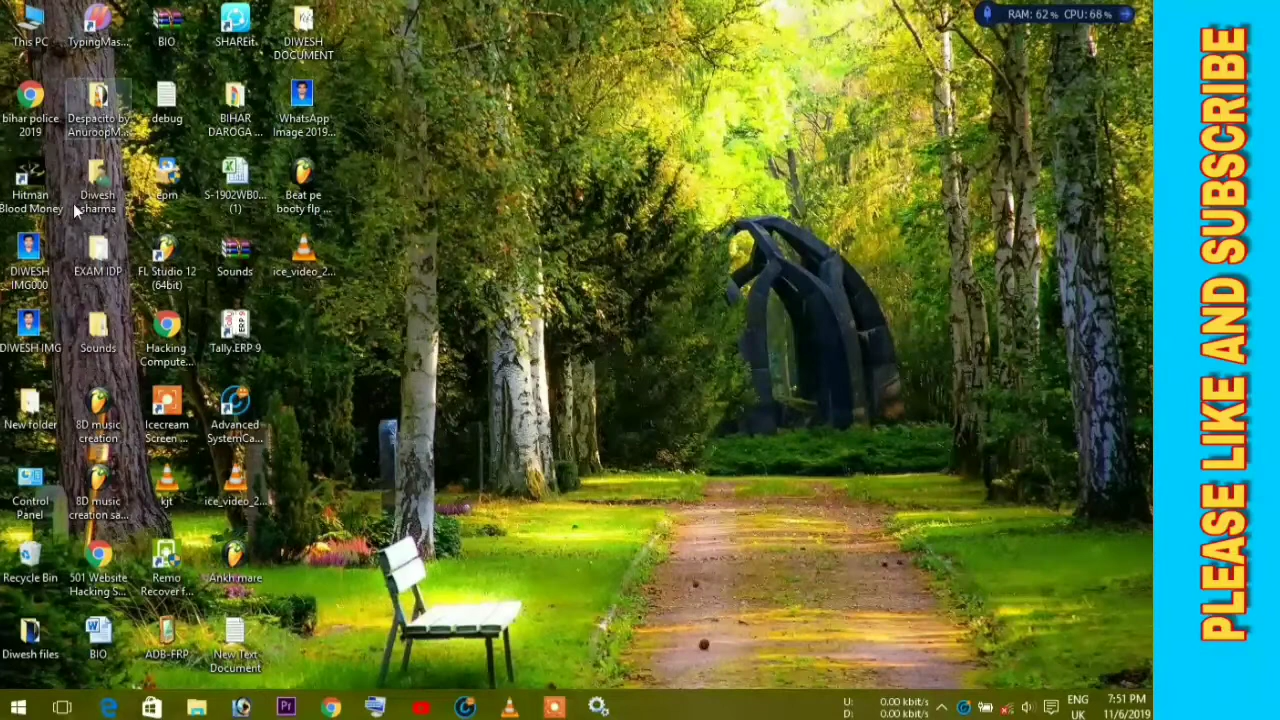 This PC
TypingMas...
BIO
SHAREit
DIWESH
DOCUMENT
bihar police
2019
Despacito by
AnuroopM...
debug
BIHAR
DAROGA ...
WhatsApp
Image 2019...
Hitman
Blood Money
Diwesh
sharma
epm
S-1902WB0...
(1)
Beat pe
booty flp ...
DIWESH
IMG000
EXAM IDP
FL Studio 12
(64bit)
Sounds
ice_video_2...
DIWESH IMG
Sounds
Hacking
Compute...
Tally.ERP 9
New folder
8D music
creation
Icecream
Screen ...
Advanced
SystemCa...
Control
Panel
8D music
creation sa...
kjt
ice_video_2...
Recycle Bin
501 Website
Hacking S...
Remo
Recover f...
Ankh mare
Diwesh files
BIO
ADB-FRP
New Text
Document
RAM: 62% CPU: 68%
PLEASE LIKE AND SUBSCRIBE
U: 0.00 kbit/s
D: 0.00 kbit/s
ENG
UK
7:51 PM
11/6/2019